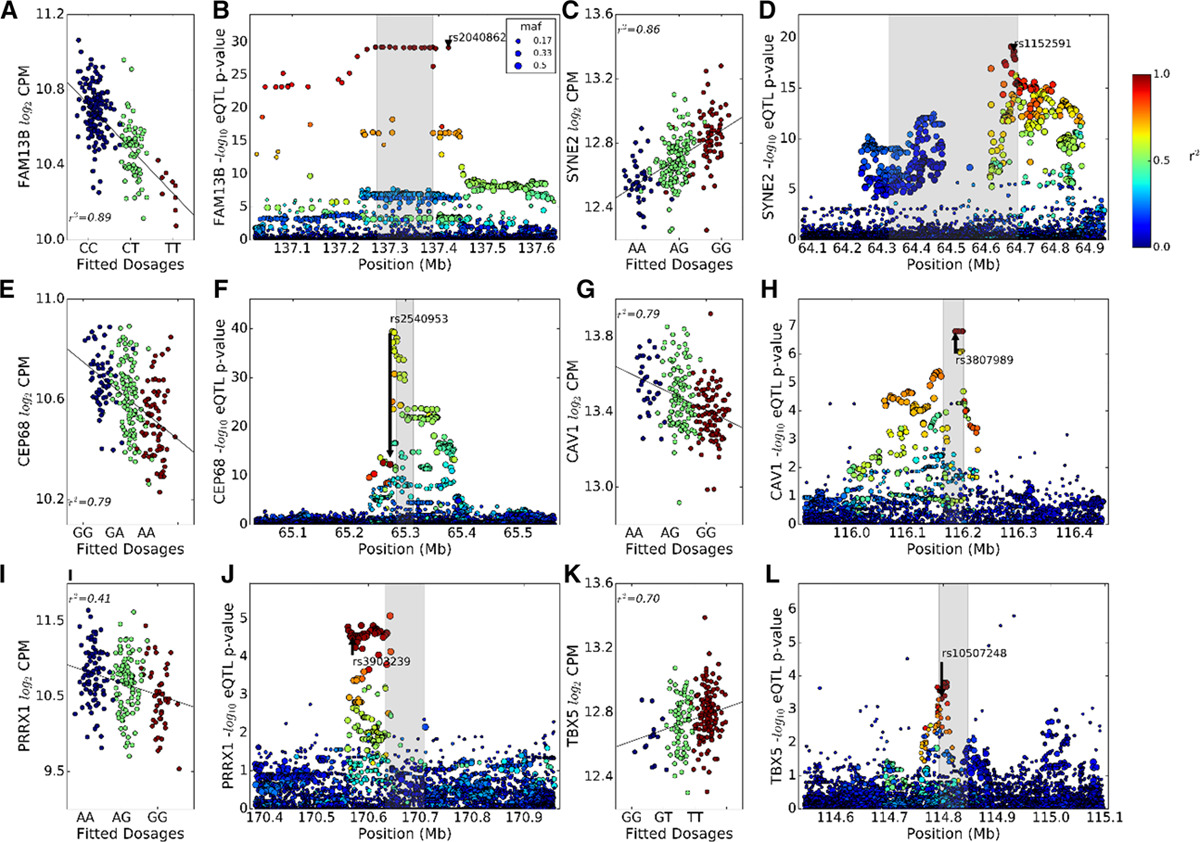 A
FAM13B log2 CPM
11.0
10.8
10.6
10.4
10.2
10.0
r²=0.89
CC CT TT
Fitted Dosages
B
FAM13B -log10 eQTL p-value
30
25
20
15
10
5
0
rs2040862
maf
0.17
0.33
0.5
137.1 137.2 137.3 137.4 137.5 137.6
Position (Mb)
C
SYNE2 log2 CPM
13.6
13.2
12.8
12.4
r²=0.86
AA AG GG
Fitted Dosages
D
SYNE2 -log10 eQTL p-value
20
15
10
5
0
rs1152591
64.1 64.2 64.3 64.4 64.5 64.6 64.7 64.8 64.9
Position (Mb)
1.0
0.5
0.0
r²
E
CEP68 log2 CPM
11.0
10.6
10.2
r²=0.79
GG GA AA
Fitted Dosages
F
CEP68 -log10 eQTL p-value
40
30
20
10
0
rs2540953
65.1 65.2 65.3 65.4 65.5
Position (Mb)
G
CAV1 log2 CPM
13.8
13.4
13.0
r²=0.79
AA AG GG
Fitted Dosages
H
CAV1 -log10 eQTL p-value
7
6
5
4
3
2
1
0
rs3807989
116.0 116.1 116.2 116.3 116.4
Position (Mb)
I
I
PRRX1 log2 CPM
11.5
10.5
9.5
r²=0.41
AA AG GG
Fitted Dosages
J
PRRX1 -log10 eQTL p-value
5
4
3
2
1
0
rs3903239
170.4 170.5 170.6 170.7 170.8 170.9
Position (Mb)
K
TBX5 log2 CPM
13.6
13.2
12.8
12.4
r²=0.70
GG GT TT
Fitted Dosages
L
TBX5 -log10 eQTL p-value
6
5
4
3
2
1
0
rs10507248
114.6 114.7 114.8 114.9 115.0 115.1
Position (Mb)